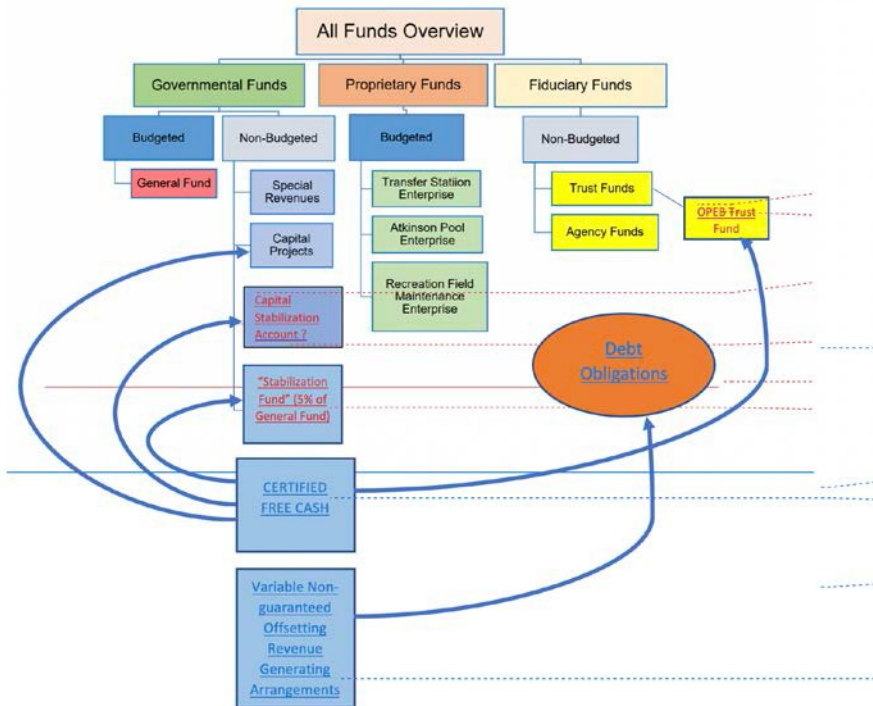 All Funds Overview
Governmental Funds
Proprietary Funds
Fiduciary Funds
Budgeted
Non-Budgeted
Budgeted
Non-Budgeted
General Fund
Special
Revenues
Capital
Projects
Capital
Stabilization
Account ?
"Stabilization
Fund" (5% of
General Fund)
Transfer Statiion
Enterprise
Atkinson Pool
Enterprise
Recreation Field
Maintenance
Enterprise
Trust Funds
Agency Funds
OPEB Trust
Fund
Debt
Obligations
CERTIFIED
FREE CASH
Variable Non-
guaranteed
Offsetting
Revenue
Generating
Arrangements